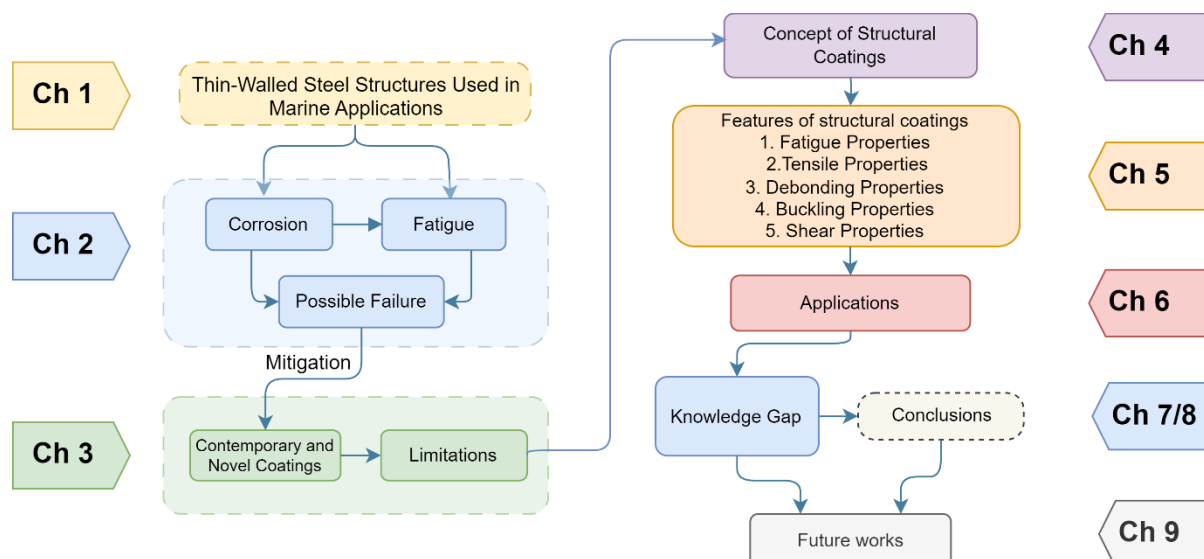 Ch 1
Thin-Walled Steel Structures Used in
Marine Applications
Ch 2
Corrosion
Fatigue
Possible Failure
Mitigation
Ch 3
Contemporary and
Novel Coatings
Limitations
Concept of Structural
Coatings
Ch 4
Features of structural coatings
1. Fatigue Properties
2.Tensile Properties
3. Debonding Properties
4. Buckling Properties
5. Shear Properties
Ch 5
Applications
Ch 6
Knowledge Gap
Conclusions
Ch 7/8
Future works
Ch 9